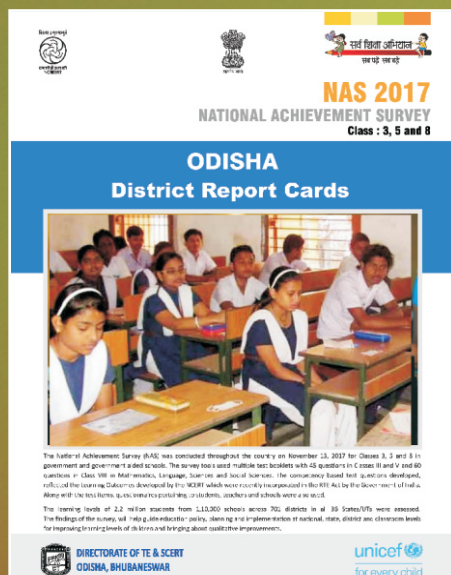 सर्व शिक्षा अभियान
सब पढ़ें सब बढ़ें
NAS 2017
NATIONAL ACHIEVEMENT SURVEY
Class : 3, 5 and 8
ODISHA
District Report Cards
The National Achievement Survey (NAS) was conducted throughout the country on November 13, 2017 for Classes 3, 5 and 8 in
government and government aided schools. The survey tools used multiple test booklets with 45 questions in Classes III and V and 60
questions in Class VIII in Mathematics, Language, Sciences and Social Sciences. The competency based test questions developed,
reflected the Learning Outcomes developed by the NCERT which were recently incorporated in the RTE Act by the Government of India.
Along with the test items, questionnaires pertaining to students, teachers and schools were also used.
The learning levels of 2.2 million students from 1,10,000 schools across 701 districts in all 36 States/UTs were assessed.
The findings of the survey, will help guide education policy, planning and implementation at national, state, district and classroom levels
for improving learning levels of children and bringing about qualitative improvements.
DIRECTORATE OF TE & SCERT
ODISHA, BHUBANESWAR
unicef
for every child